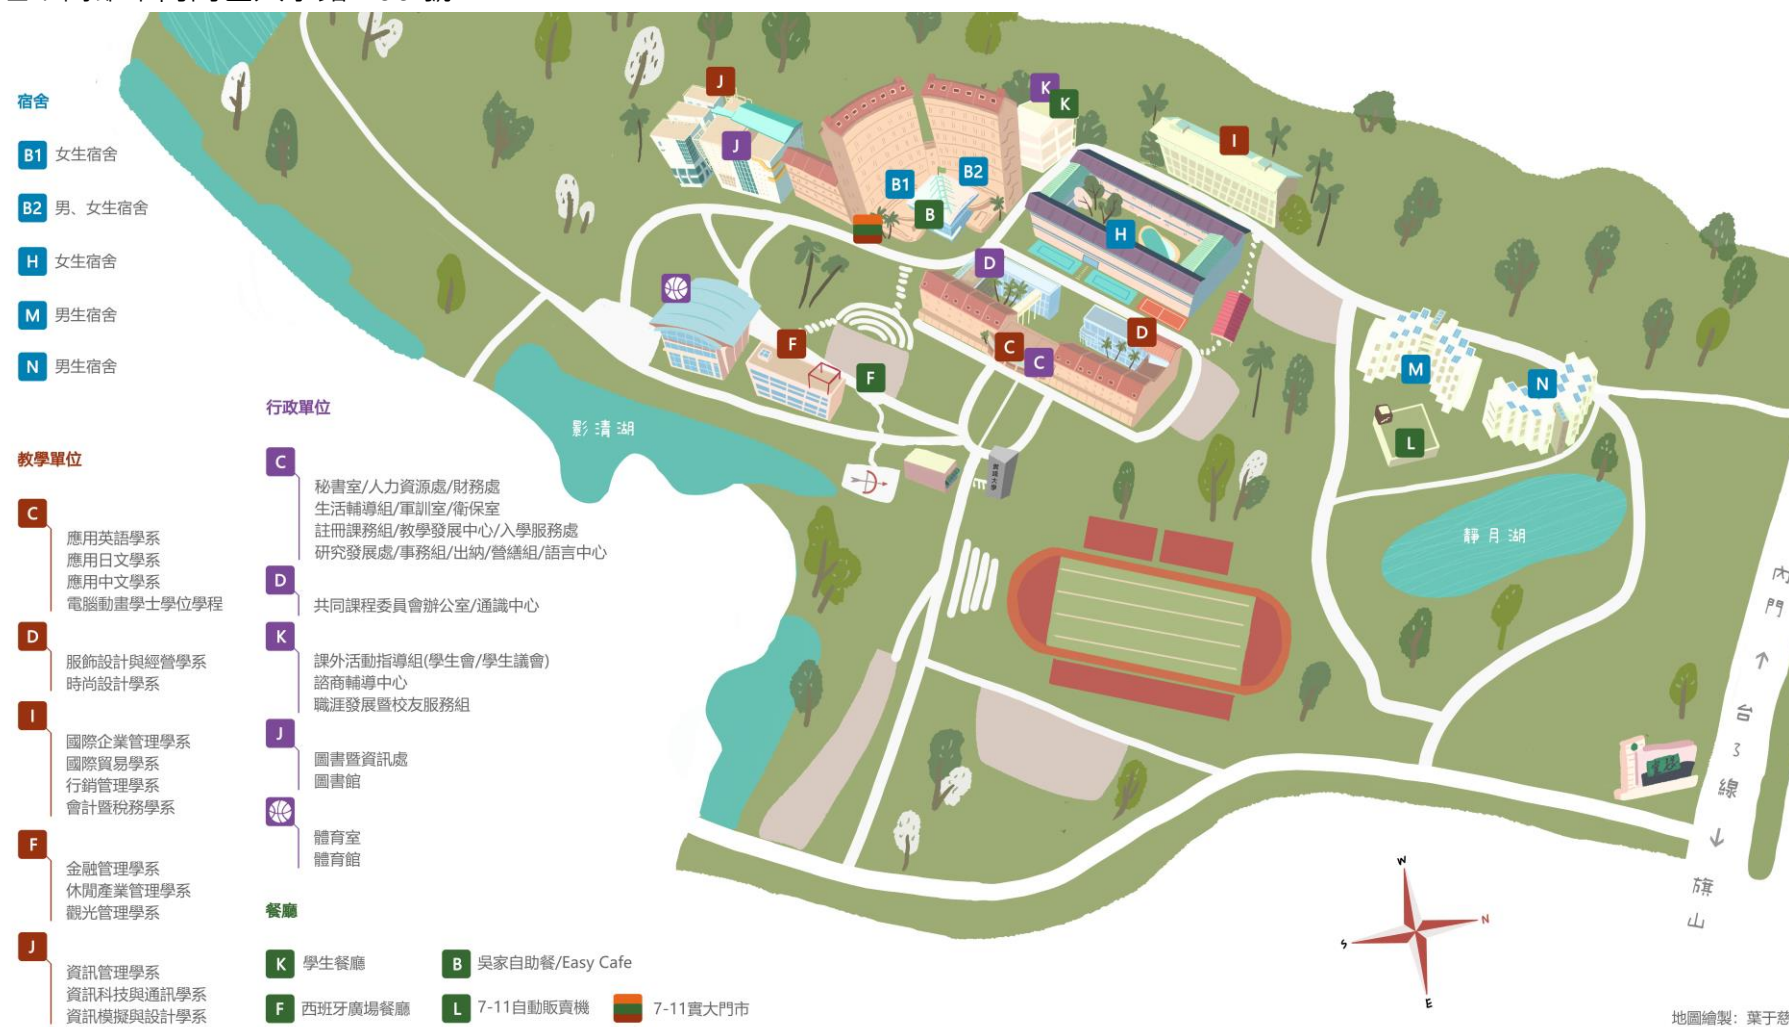 宿舍
B1 女生宿舍
B2 男、女生宿舍
H 女生宿舍
M 男生宿舍
N 男生宿舍
教學單位
C
應用英語學系
應用日文學系
應用中文學系
電腦動畫學士學位學程
D
服飾設計與經營學系
時尚設計學系
I
國際企業管理學系
國際貿易學系
行銷管理學系
會計暨稅務學系
F
金融管理學系
休閒產業管理學系
觀光管理學系
J
資訊管理學系
資訊科技與通訊學系
資訊模擬與設計學系
行政單位
C
秘書室/人力資源處/財務處
生活輔導組/軍訓室/衛保室
註冊課務組/教學發展中心/入學服務處
研究發展處/事務組/出納/營繕組/語言中心
D
共同課程委員會辦公室/通識中心
K
課外活動指導組(學生會/學生議會)
諮商輔導中心
職涯發展暨校友服務組
J
圖書暨資訊處
圖書館
體育室
體育館
餐廳
K 學生餐廳
B 吳家自助餐/Easy Cafe
F 西班牙廣場餐廳
L 7-11自動販賣機
7-11實大門市
J
J
K
K
I
B1
B2
B
H
D
D
F
C
C
F
M
N
L
影清湖
靜月湖
實踐大學
內門
↑
台3線
↓
旗山
W
N
S
E
地圖繪製：葉于慈